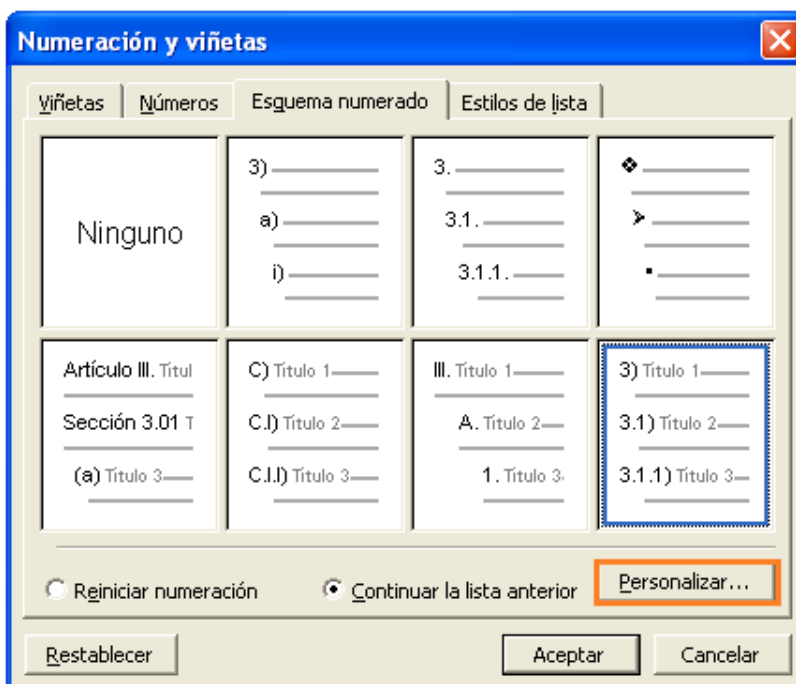 Numeración y viñetas
Viñetas Números Esquema numerado Estilos de lista
Ninguno
3)
a)
i)
3.
3.1.
3.1.1.
Artículo III. Títul
Sección 3.01 T
(a) Título 3
C) Título 1
C.I) Título 2
C.I.I) Título 3
III. Título 1
A. Título 2
1. Título 3
3) Título 1
3.1) Título 2
3.1.1) Título 3
Reiniciar numeración Continuar la lista anterior Personalizar...
Restablecer Aceptar Cancelar